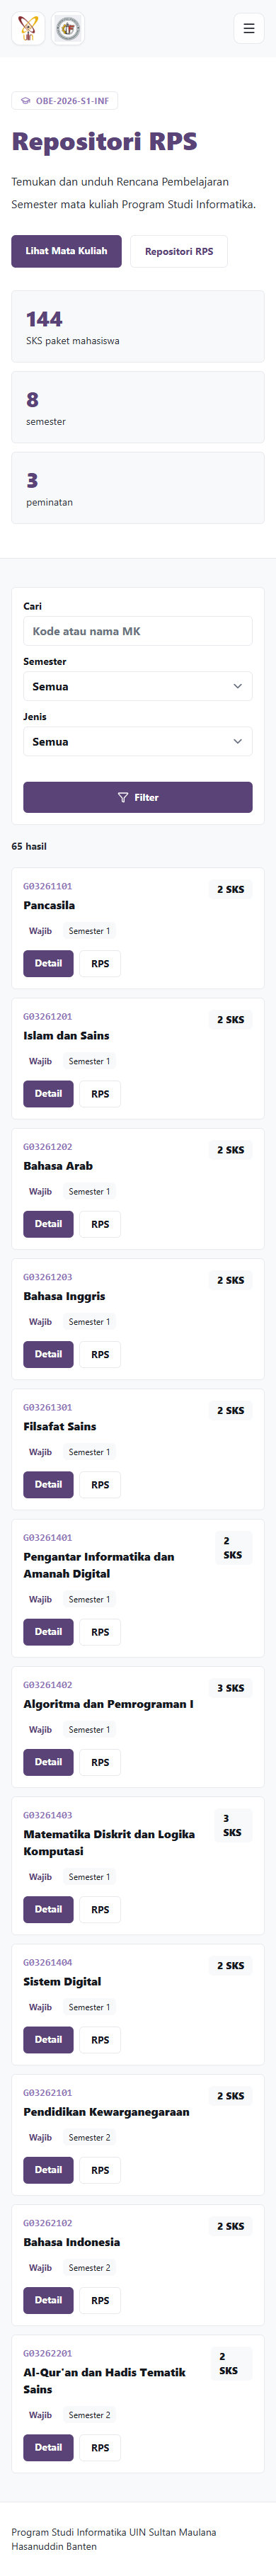 OBE-2026-S1-INF
Repositori RPS
Temukan dan unduh Rencana Pembelajaran
Semester mata kuliah Program Studi Informatika.
Lihat Mata Kuliah
Repositori RPS
144
SKS paket mahasiswa
8
semester
3
peminatan
Cari
Kode atau nama MK
Semester
Semua
Jenis
Semua
Filter
65 hasil
G03261101
2 SKS
Pancasila
Wajib Semester 1
Detail RPS
G03261201
2 SKS
Islam dan Sains
Wajib Semester 1
Detail RPS
G03261202
2 SKS
Bahasa Arab
Wajib Semester 1
Detail RPS
G03261203
2 SKS
Bahasa Inggris
Wajib Semester 1
Detail RPS
G03261301
2 SKS
Filsafat Sains
Wajib Semester 1
Detail RPS
G03261401
2
SKS
Pengantar Informatika dan
Amanah Digital
Wajib Semester 1
Detail RPS
G03261402
3 SKS
Algoritma dan Pemrograman I
Wajib Semester 1
Detail RPS
G03261403
3
SKS
Matematika Diskrit dan Logika
Komputasi
Wajib Semester 1
Detail RPS
G03261404
2 SKS
Sistem Digital
Wajib Semester 1
Detail RPS
G03262101
2 SKS
Pendidikan Kewarganegaraan
Wajib Semester 2
Detail RPS
G03262102
2 SKS
Bahasa Indonesia
Wajib Semester 2
Detail RPS
G03262201
2
SKS
Al-Qur'an dan Hadis Tematik
Sains
Wajib Semester 2
Detail RPS
Program Studi Informatika UIN Sultan Maulana
Hasanuddin Banten